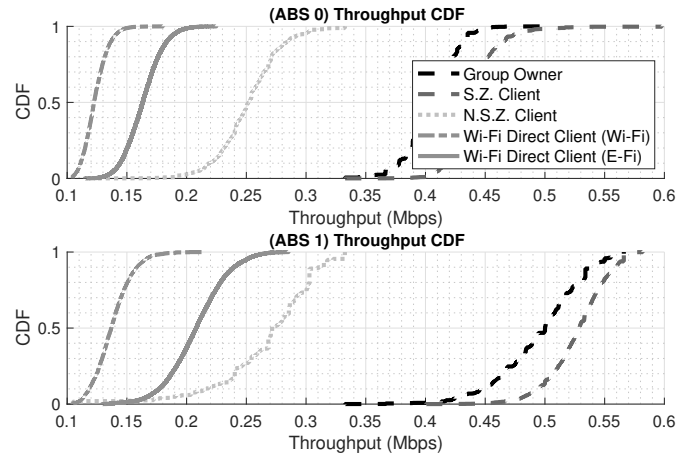 (ABS 0) Throughput CDF
1
0.5
0
CDF
Group Owner
S.Z. Client
N.S.Z. Client
Wi-Fi Direct Client (Wi-Fi)
Wi-Fi Direct Client (E-Fi)
0.1 0.15 0.2 0.25 0.3 0.35 0.4 0.45 0.5 0.55 0.6
Throughput (Mbps)
(ABS 1) Throughput CDF
1
0.5
0
CDF
0.1 0.15 0.2 0.25 0.3 0.35 0.4 0.45 0.5 0.55 0.6
Throughput (Mbps)